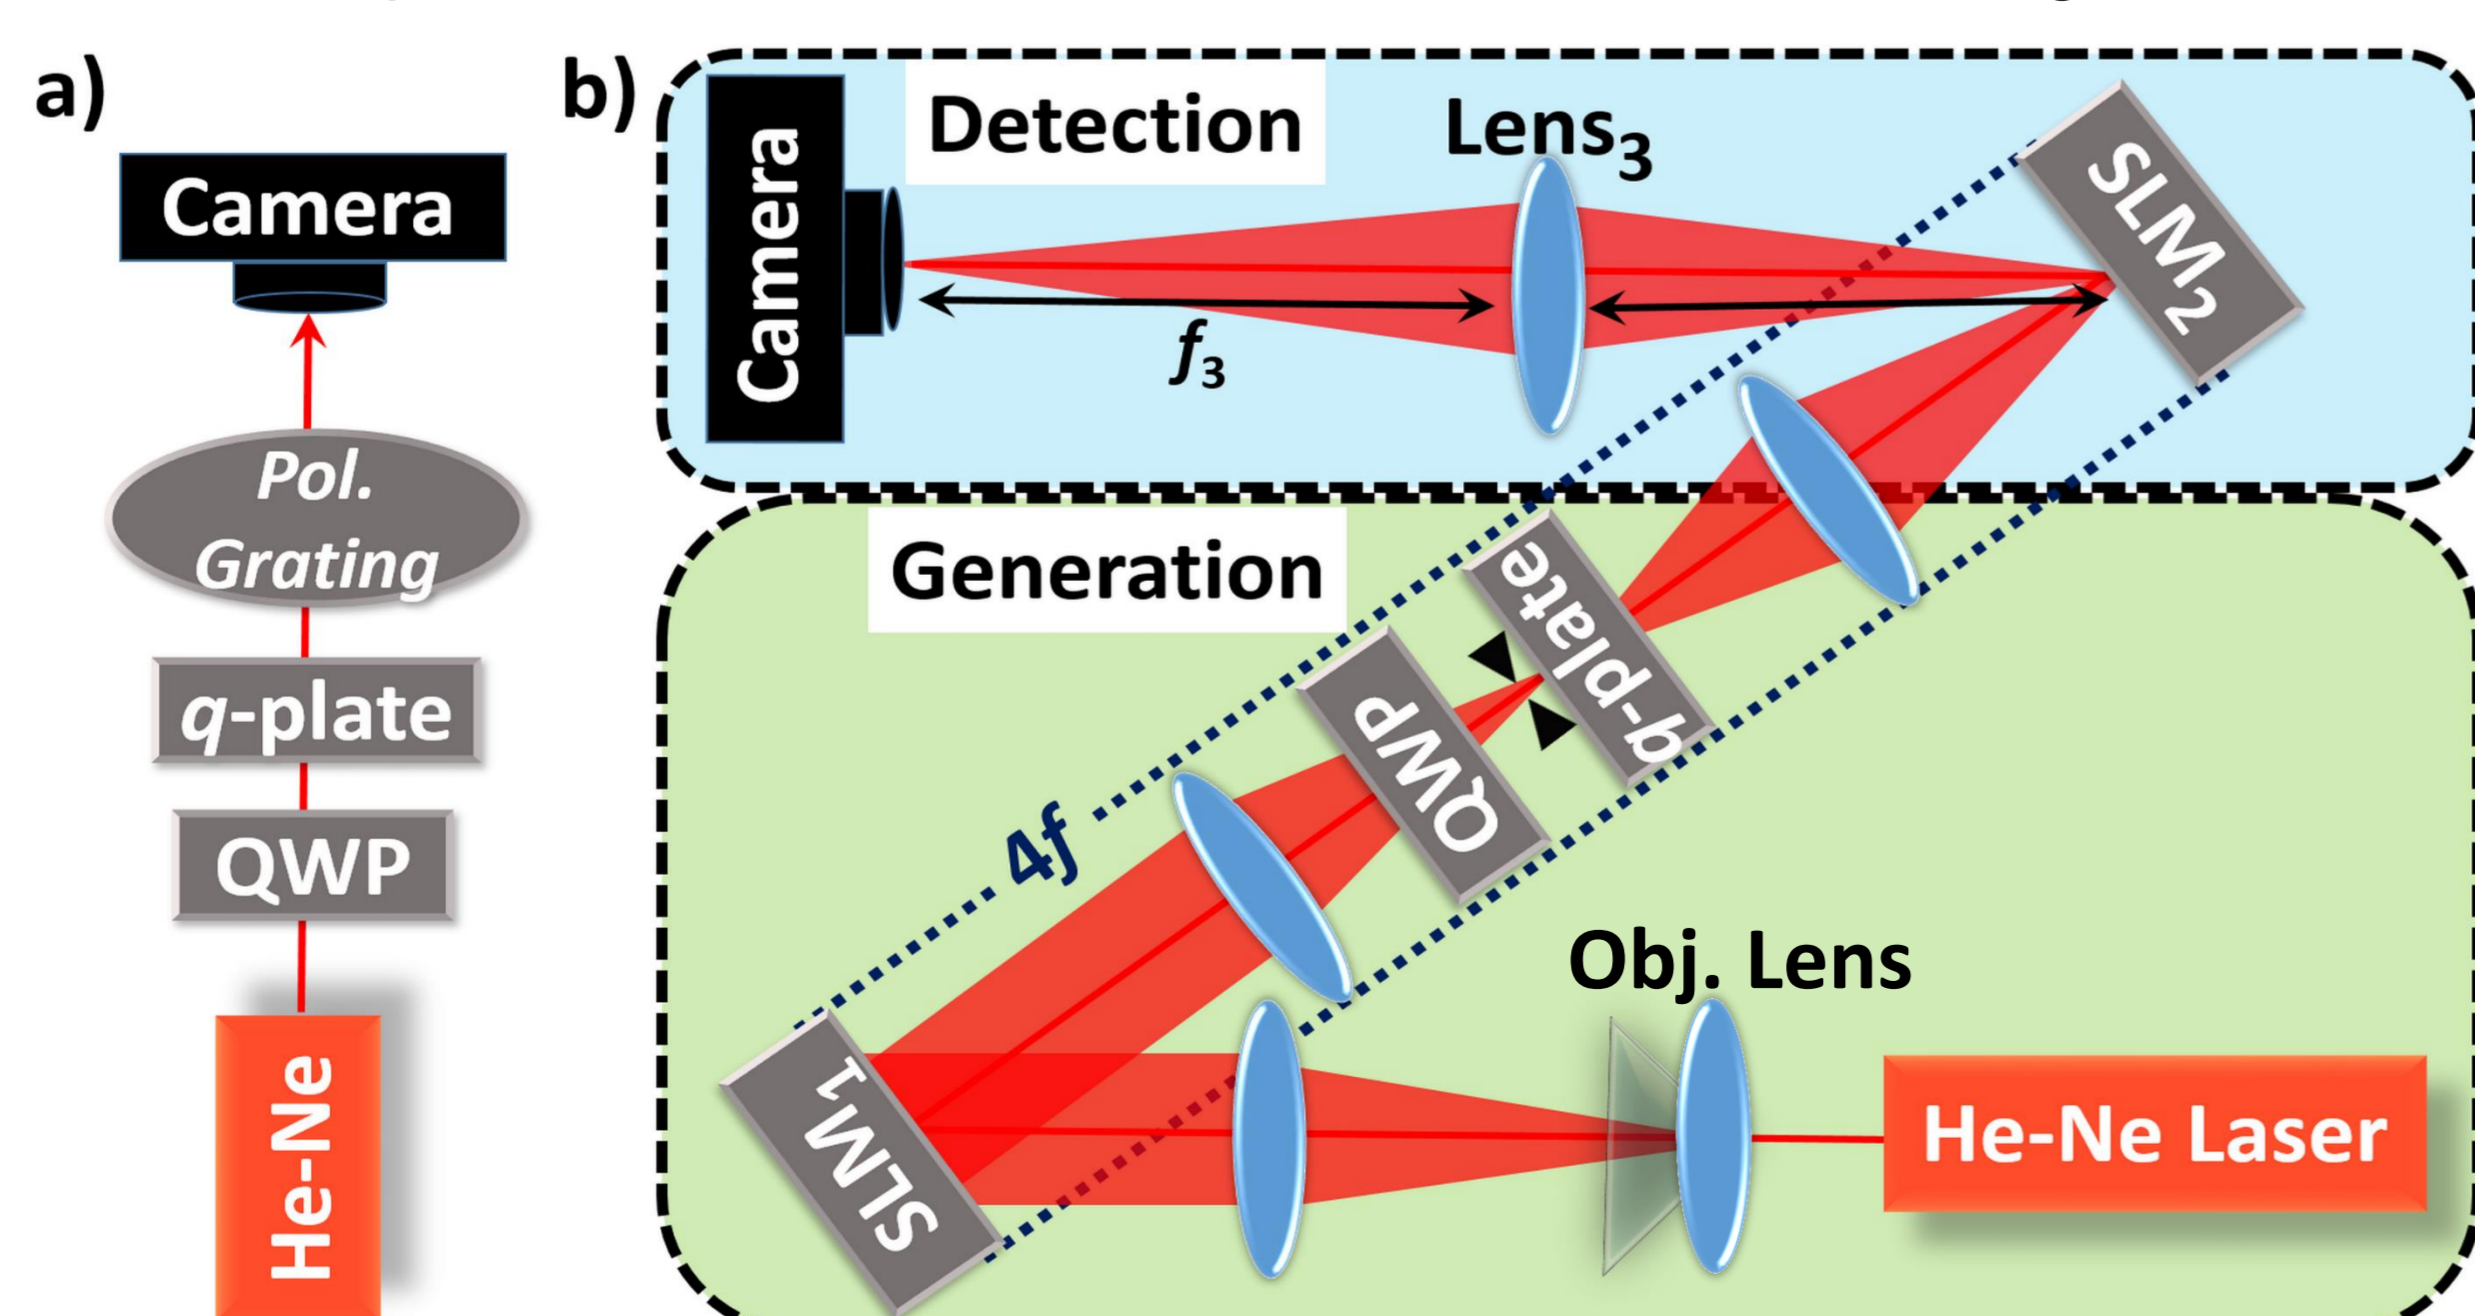 a)
Camera
Pol.
Grating
q-plate
QWP
He-Ne
b)
Detection
Camera
Lens₃
f₃
SLM₂
Generation
q-plate
QWP
4f
SLM₁
Obj. Lens
He-Ne Laser